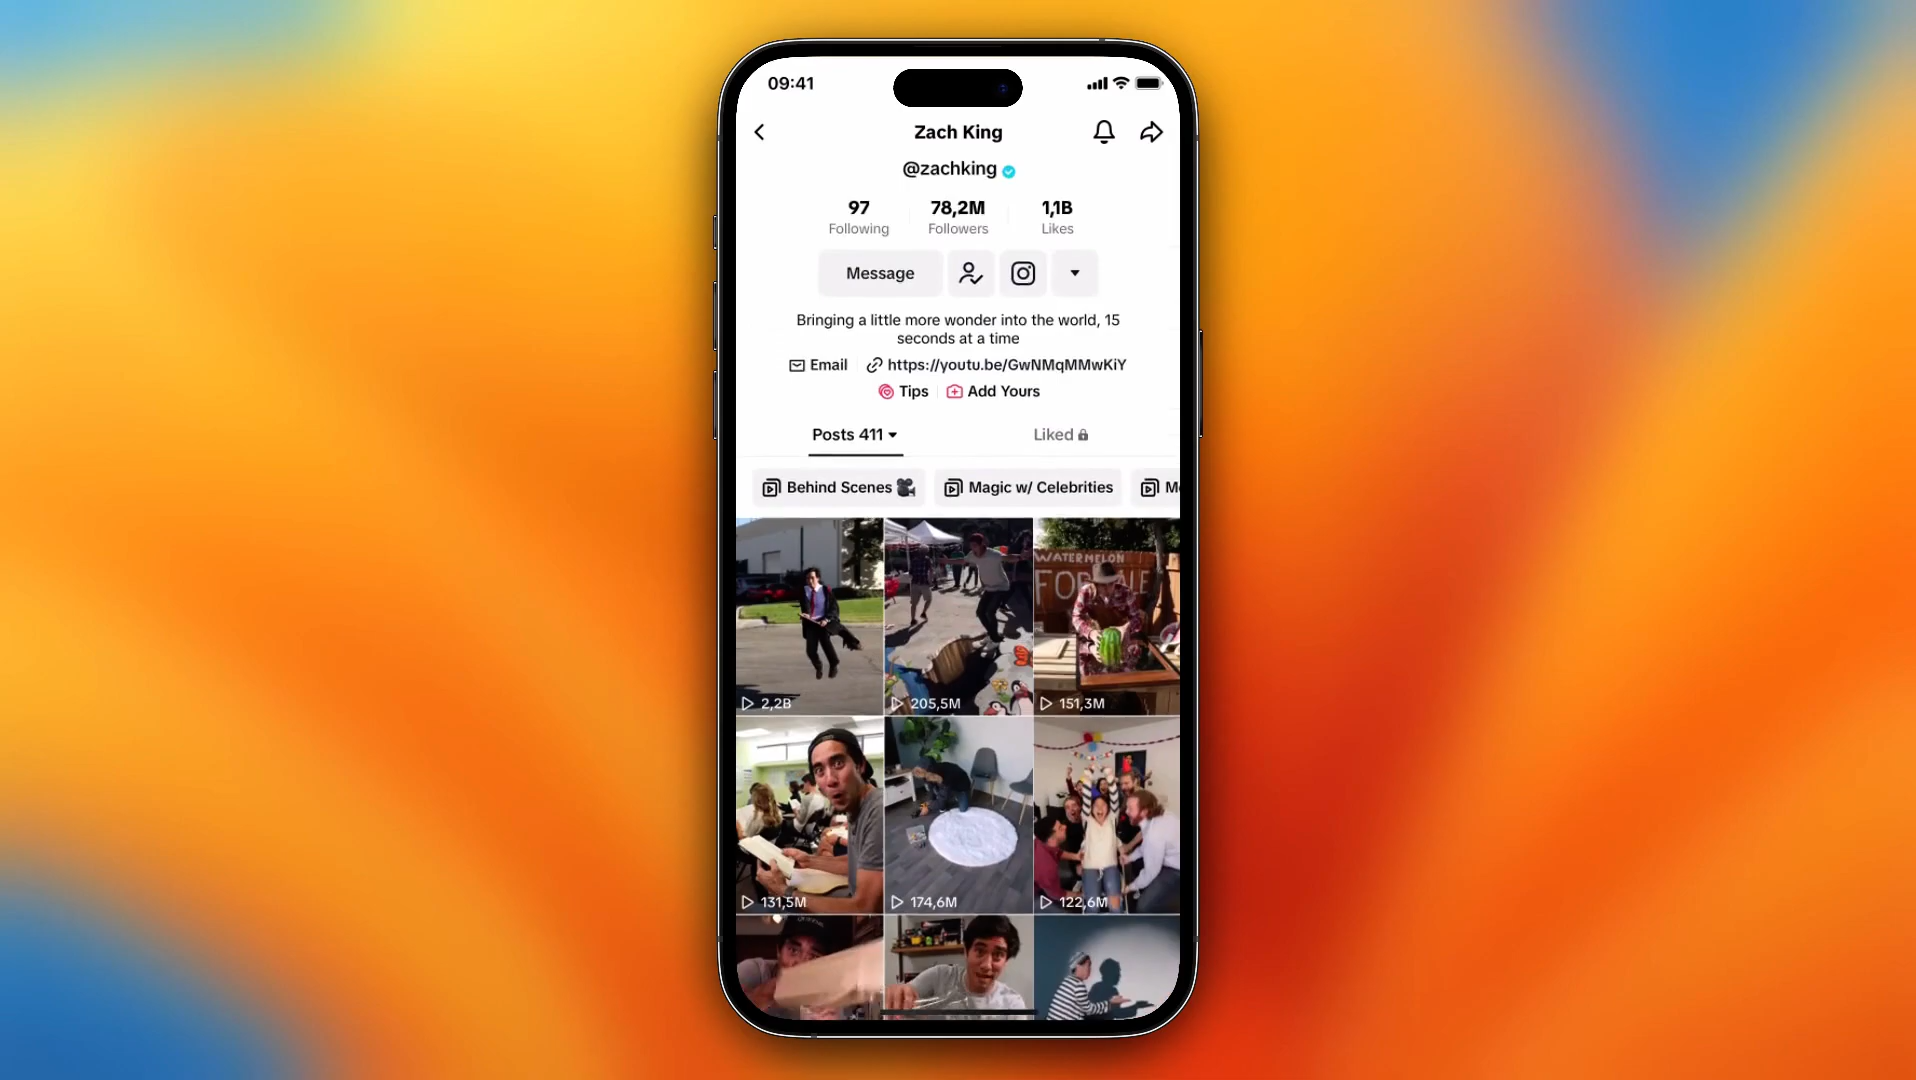 09:41
Zach King
@zachking
97 78,2M 1,1B
Following Followers Likes
Message
Bringing a little more wonder into the world, 15
seconds at a time
Email https://youtu.be/GwNMqMMwKiY
Tips Add Yours
Posts 411 Liked
Behind Scenes Magic w/ Celebrities
WATERMELON
FOR SALE
2,2B 205,5M 151,3M
131,5M 174,6M 122,6M